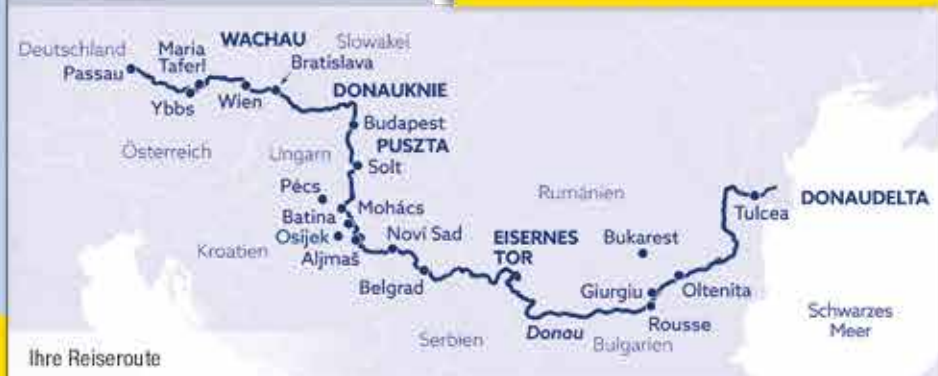 WACHAU
Slowakei
Deutschland
Maria
Taferl
Bratislava
Passau
Ybbs
Wien
DONAUKNIE
Budapest
Österreich
Ungarn
PUSZTA
Solt
Pécs
Rumänien
Mohács
Batina
DONAUDELTA
Tulcea
Osijek
Novi Sad
EISERNES
TOR
Bukarest
Kroatien
Aljmaš
Belgrad
Giurgiu
Oltenita
Schwarzes
Meer
Serbien
Donau
Rousse
Bulgarien
Ihre Reiseroute